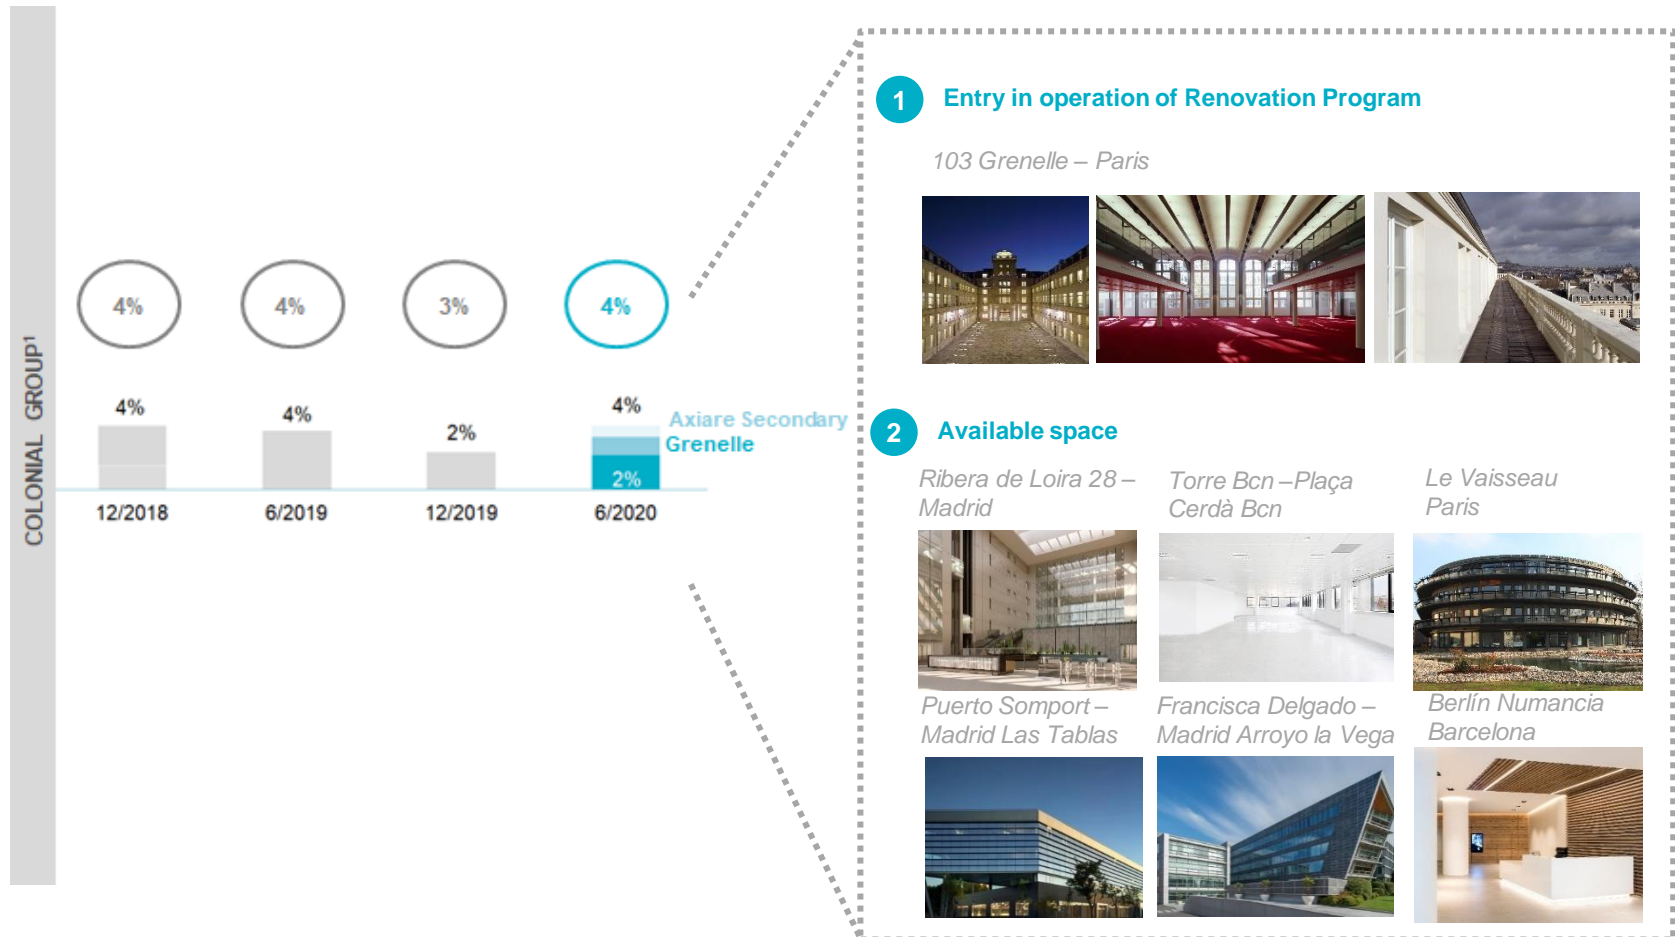 COLONIAL GROUP¹
4%
4%
3%
4%
4%
4%
2%
4%
Axiare Secondary
Grenelle
2%
12/2018
6/2019
12/2019
6/2020
1
Entry in operation of Renovation Program
103 Grenelle – Paris
2
Available space
Ribera de Loira 28 –
Madrid
Torre Bcn –Plaça
Cerdà Bcn
Le Vaisseau
Paris
Puerto Somport –
Madrid Las Tablas
Francisca Delgado –
Madrid Arroyo la Vega
Berlín Numancia
Barcelona